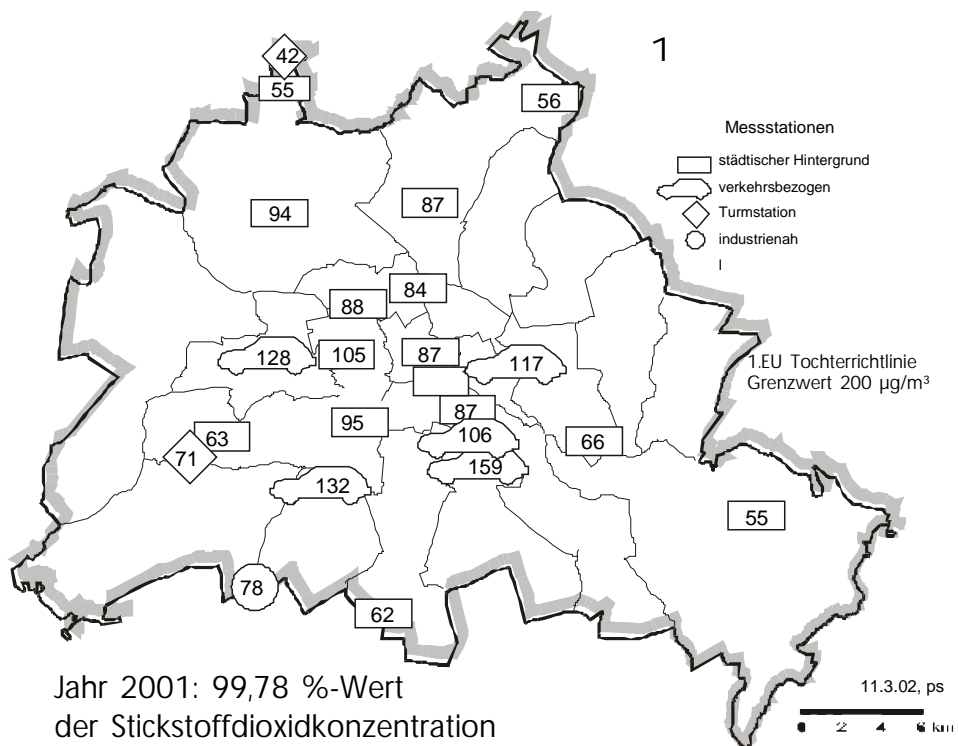 42
1
55
56
Messstationen
städtischer Hintergrund
verkehrsbezogen
Turmstation
industrienah
l
94
87
84
88
128
105
87
117
1.EU Tochterrichtlinie
Grenzwert 200 µg/m³
87
95
106
63
66
71
159
132
55
78
62
Jahr 2001: 99,78 %-Wert
der Stickstoffdioxidkonzentration
11.3.02, ps
0 2 4 6 km